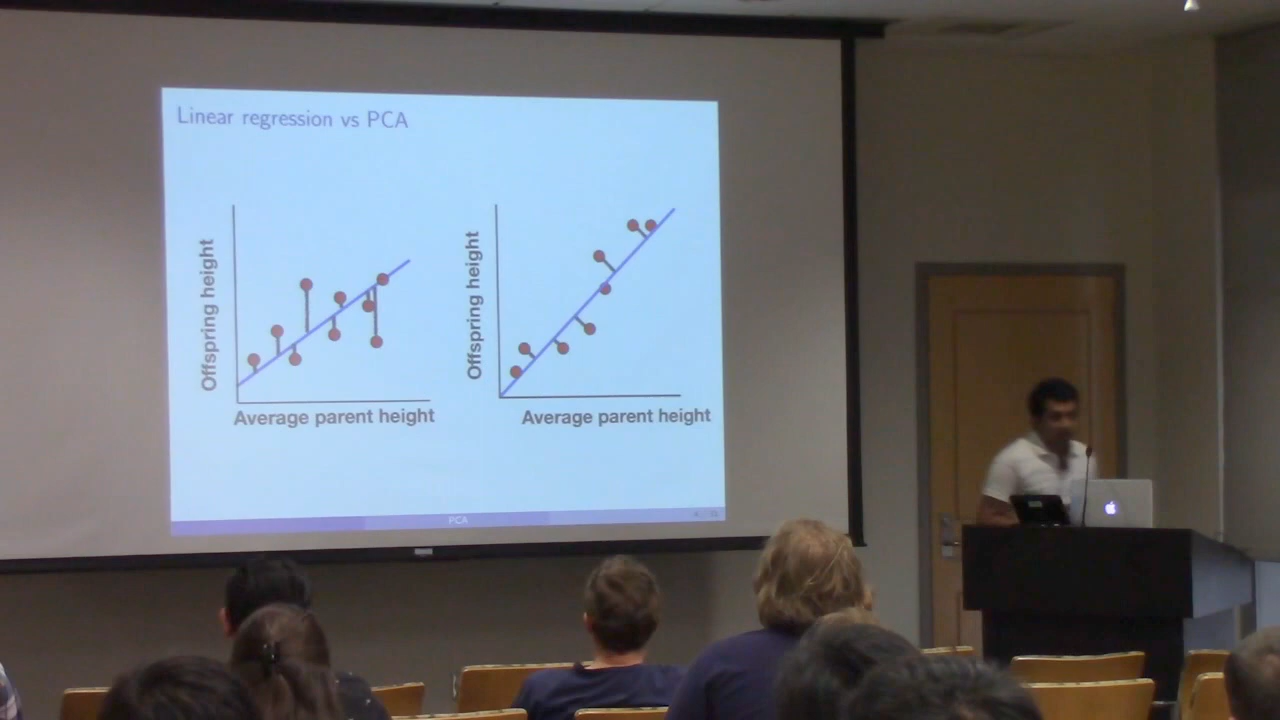 Linear regression vs PCA
Offspring height
Average parent height
Offspring height
Average parent height
PCA